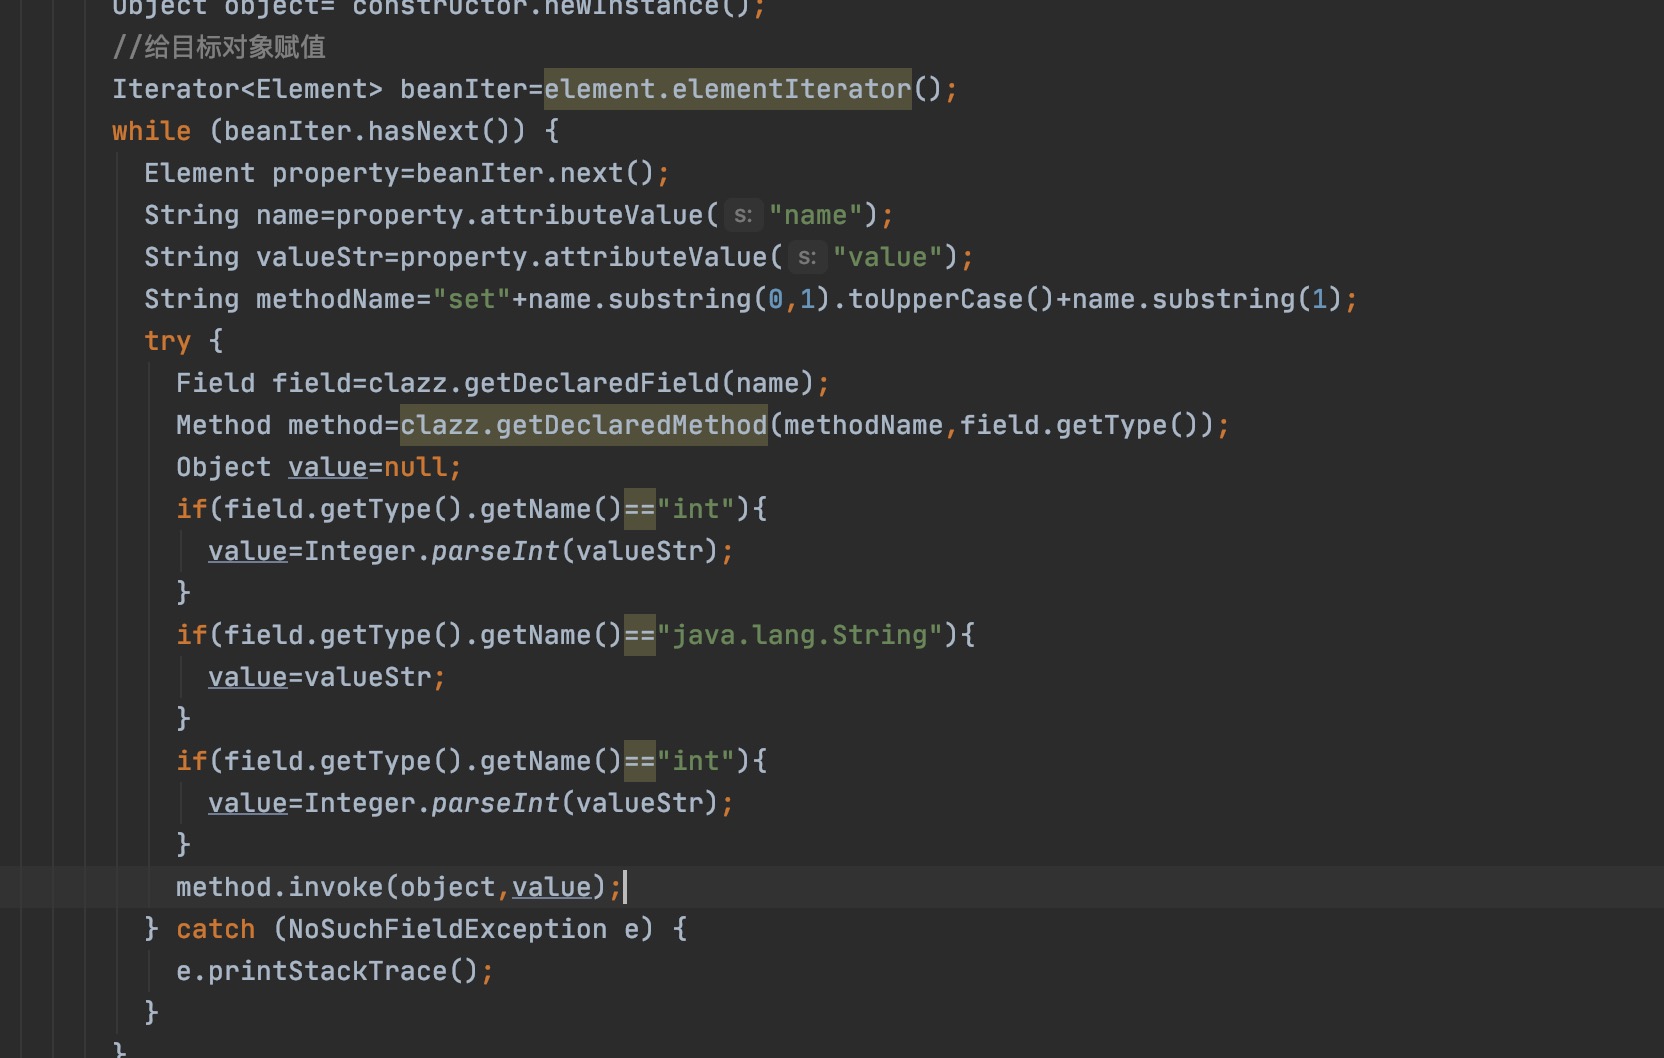 Object object= constructor.newInstance();
//给目标对象赋值
Iterator<Element> beanIter=element.elementIterator();
while (beanIter.hasNext()) {
Element property=beanIter.next();
String name=property.attributeValue( s: "name");
String valueStr=property.attributeValue( s: "value");
String methodName="set"+name.substring(0,1).toUpperCase()+name.substring(1);
try {
Field field=clazz.getDeclaredField(name);
Method method=clazz.getDeclaredMethod(methodName,field.getType());
Object value=null;
if(field.getType().getName()=="int"){
value=Integer.parseInt(valueStr);
}
if(field.getType().getName()=="java.lang.String"){
value=valueStr;
}
if(field.getType().getName()=="int"){
value=Integer.parseInt(valueStr);
}
method.invoke(object,value);
} catch (NoSuchFieldException e) {
e.printStackTrace();
}
}